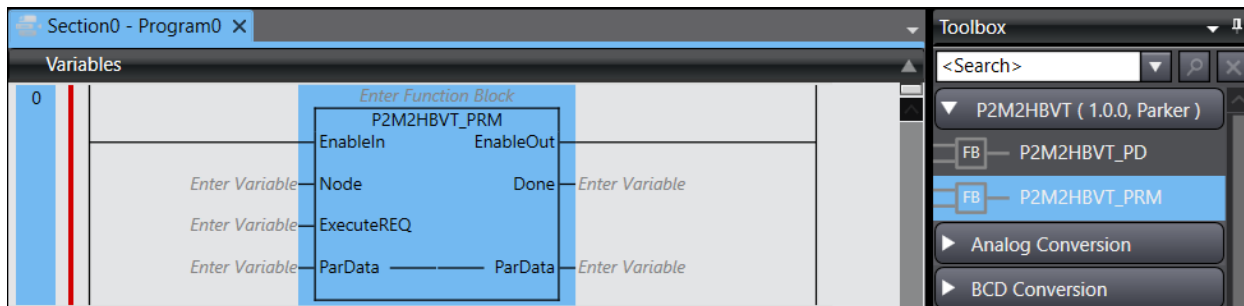 Section0 - Program0
Variables
0
Enter Function Block
P2M2HBVT_PRM
EnableIn EnableOut
Enter Variable Node Done Enter Variable
Enter Variable ExecuteREQ
Enter Variable ParData ParData Enter Variable
Toolbox
<Search>
P2M2HBVT ( 1.0.0, Parker )
FB P2M2HBVT_PD
FB P2M2HBVT_PRM
Analog Conversion
BCD Conversion